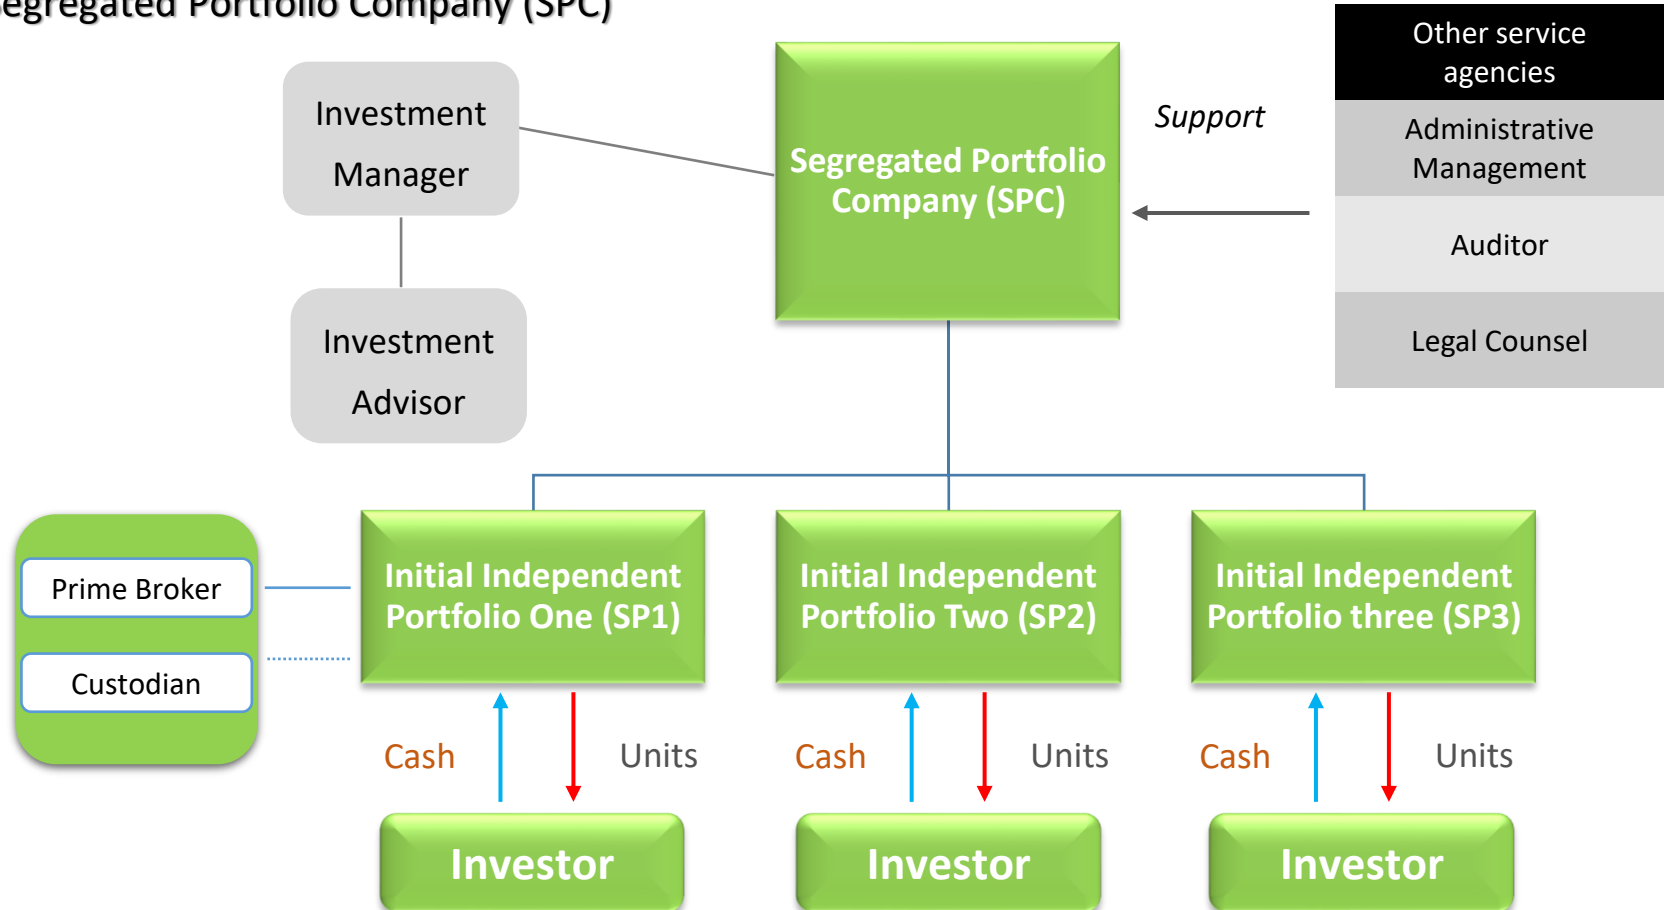 Segregated Portfolio Company (SPC)
Other service
agencies
Administrative
Management
Auditor
Legal Counsel
Support
Investment
Manager
Segregated Portfolio
Company (SPC)
Investment
Advisor
Prime Broker
Custodian
Initial Independent
Portfolio One (SP1)
Initial Independent
Portfolio Two (SP2)
Initial Independent
Portfolio three (SP3)
Cash
Units
Cash
Units
Cash
Units
Investor
Investor
Investor